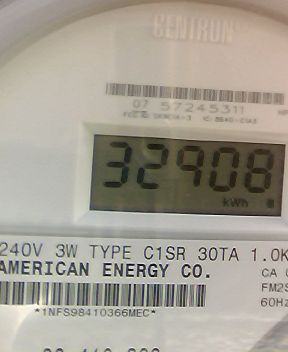 CENTRON
07 57245311
32908
kWh
240V 3W TYPE C1SR 30TA 1.0K
AMERICAN ENERGY CO.
CA
FM2S
60Hz
*1NFS98410366MEC*